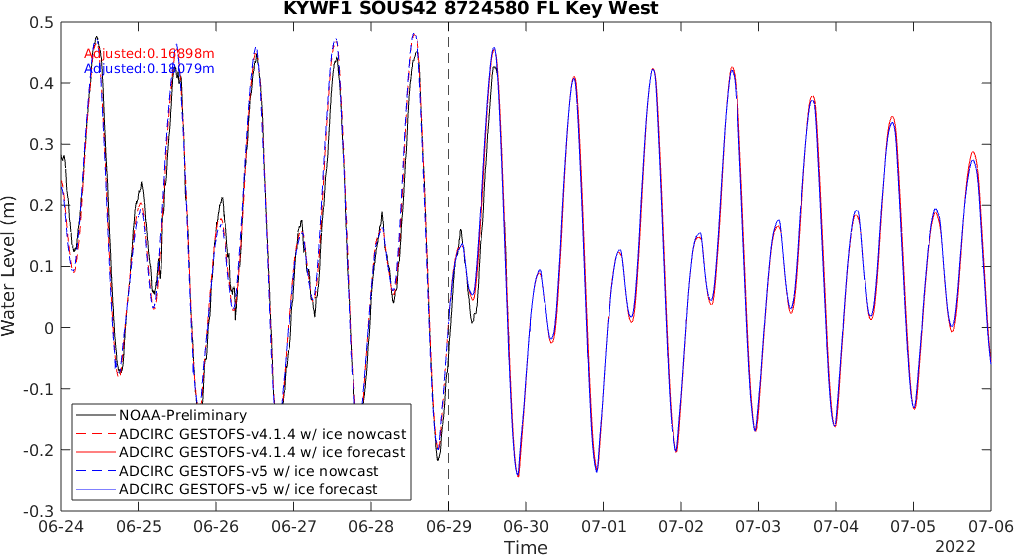 KYWF1 SOUS42 8724580 FL Key West
Adjusted:0.16898m
Adjusted:0.18079m
0.5
0.4
0.3
0.2
0.1
0
-0.1
-0.2
-0.3
Water Level (m)
NOAA-Preliminary
ADCIRC GESTOFS-v4.1.4 w/ ice nowcast
ADCIRC GESTOFS-v4.1.4 w/ ice forecast
ADCIRC GESTOFS-v5 w/ ice nowcast
ADCIRC GESTOFS-v5 w/ ice forecast
06-24 06-25 06-26 06-27 06-28 06-29 06-30 07-01 07-02 07-03 07-04 07-05 07-06
Time
2022